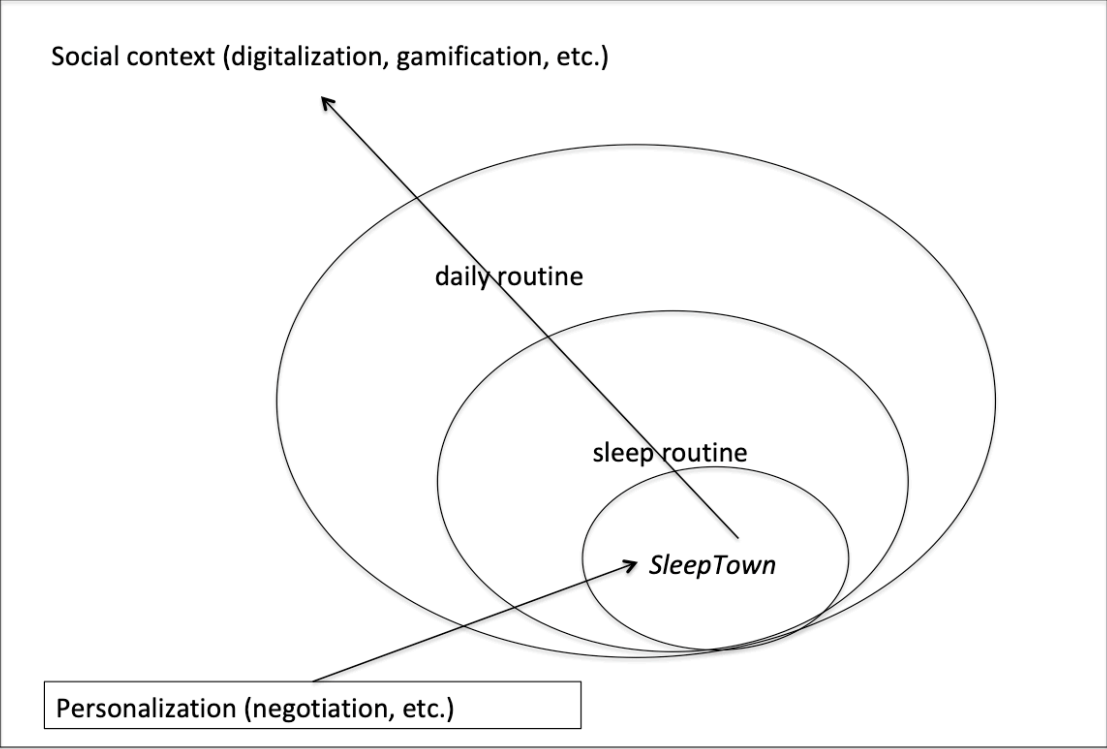 Social context (digitalization, gamification, etc.)
daily routine
sleep routine
SleepTown
Personalization (negotiation, etc.)